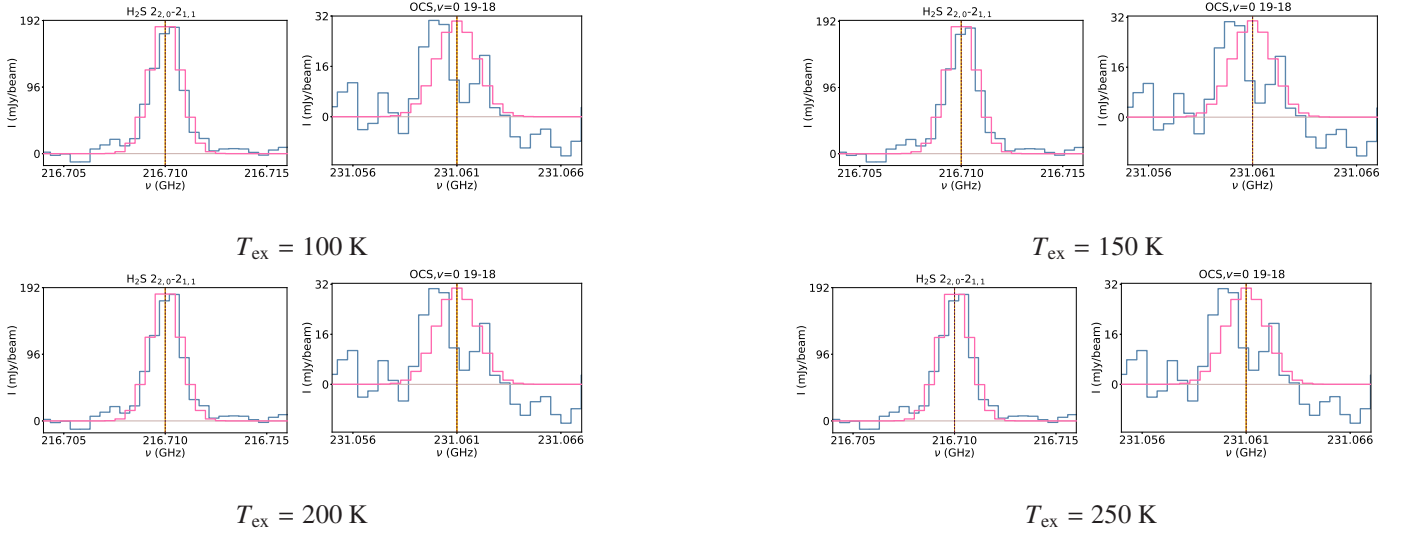 H₂S 2₂,₀-2₁,₁
192
96
0
I (mJy/beam)
216.705 216.710 216.715
ν (GHz)
OCS,ν=0 19-18
32
16
0
I (mJy/beam)
231.056 231.061 231.066
ν (GHz)
H₂S 2₂,₀-2₁,₁
192
96
0
I (mJy/beam)
216.705 216.710 216.715
ν (GHz)
OCS,ν=0 19-18
32
16
0
I (mJy/beam)
231.056 231.061 231.066
ν (GHz)
Tex = 100 K
Tex = 150 K
H₂S 2₂,₀-2₁,₁
192
96
0
I (mJy/beam)
216.705 216.710 216.715
ν (GHz)
OCS,ν=0 19-18
32
16
0
I (mJy/beam)
231.056 231.061 231.066
ν (GHz)
H₂S 2₂,₀-2₁,₁
192
96
0
I (mJy/beam)
216.705 216.710 216.715
ν (GHz)
OCS,ν=0 19-18
32
16
0
I (mJy/beam)
231.056 231.061 231.066
ν (GHz)
Tex = 200 K
Tex = 250 K